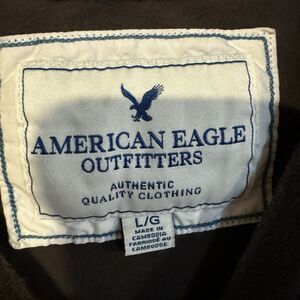 AMERICAN EAGLE
OUTFITTERS
AUTHENTIC
QUALITY CLOTHING
L/G
MADE IN
CAMBODIA
FABRIQUÉ AU
CAMBODGE